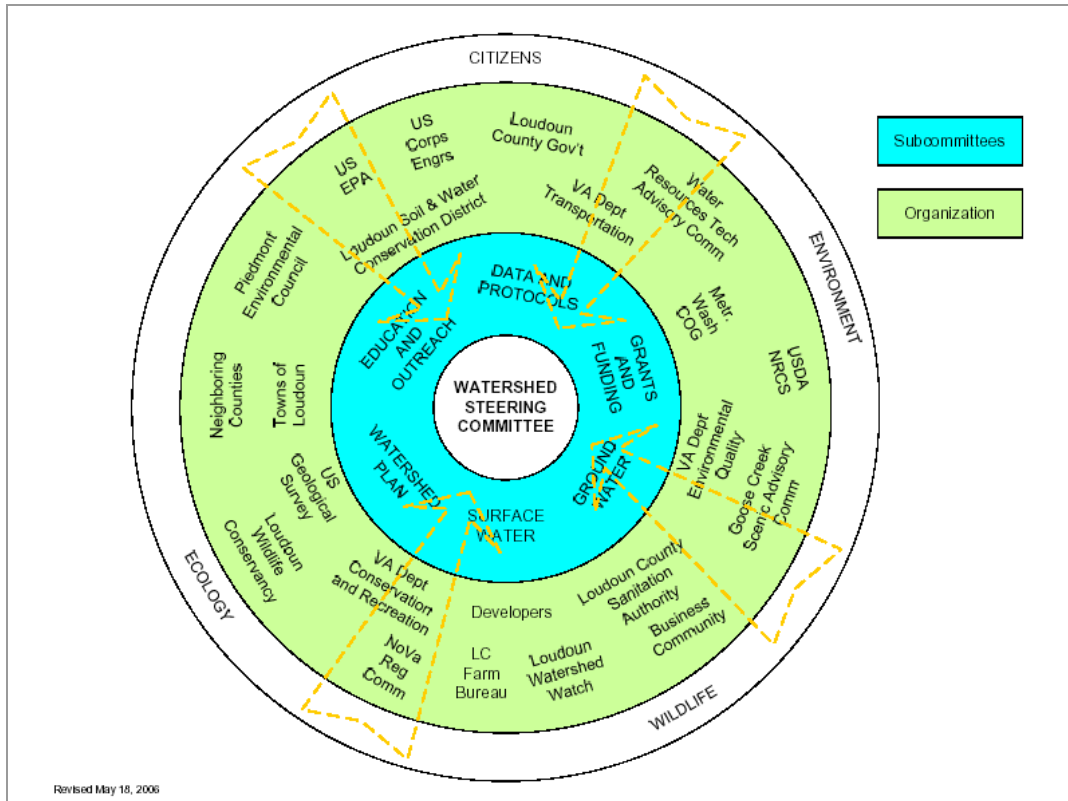 CITIZENS
US
Corps
Engrs
Loudoun
County Gov't
US
EPA
Loudoun Soil & Water
Conservation District
VA Dept
Transportation
Water
Resources Tech
Advisory Comm
Subcommittees
Organization
ENVIRONMENT
Piedmont
Environmental
Council
Metr.
Wash
COG
USDA
NRCS
Neighboring
Counties
Towns of
Loudoun
EDUCATION
AND
OUTREACH
DATA AND
PROTOCOLS
GRANTS
AND
FUNDING
WATERSHED
STEERING
COMMITTEE
WATERSHED
PLAN
SURFACE
WATER
GROUND
WATER
VA Dept
Environmental
Quality
Goose Creek
Scenic Advisory
Comm
US
Geological
Survey
Loudoun
Wildlife
Conservancy
ECOLOGY
VA Dept
Conservation
and Recreation
NoVa
Reg
Comm
Developers
LC
Farm
Bureau
Loudoun
Watershed
Watch
Loudoun County
Sanitation
Authority
Business
Community
WILDLIFE
Revised May 18, 2006